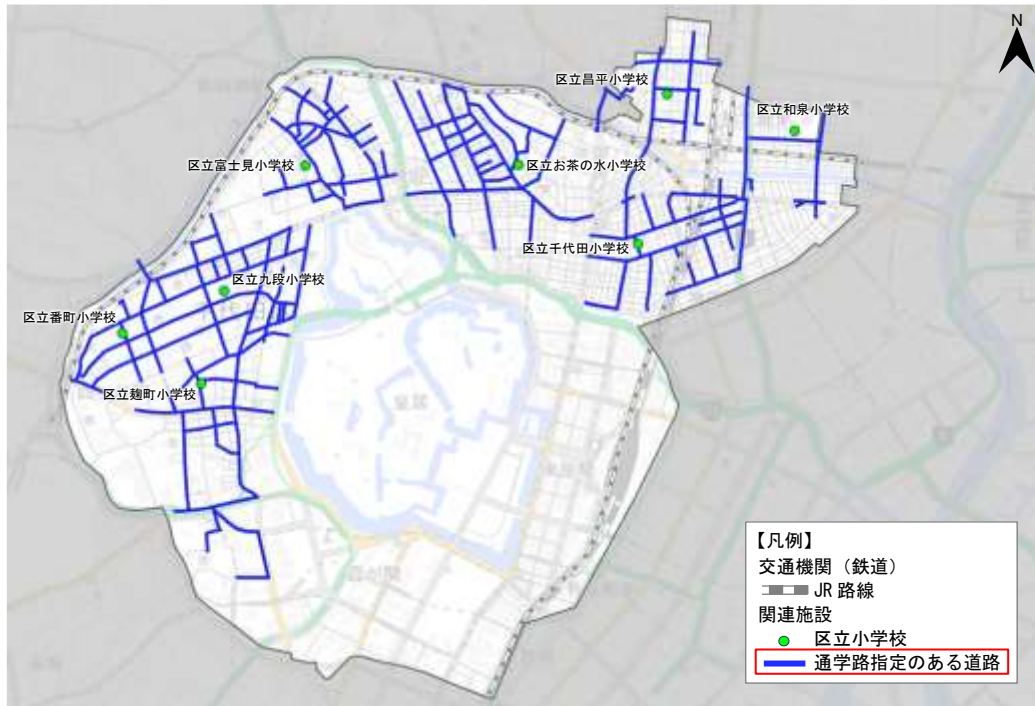 N
区立昌平小学校
区立和泉小学校
区立富士見小学校
区立お茶の水小学校
区立千代田小学校
区立九段小学校
区立番町小学校
区立麹町小学校
皇居
【凡例】
交通機関（鉄道）
JR 路線
関連施設
区立小学校
通学路指定のある道路